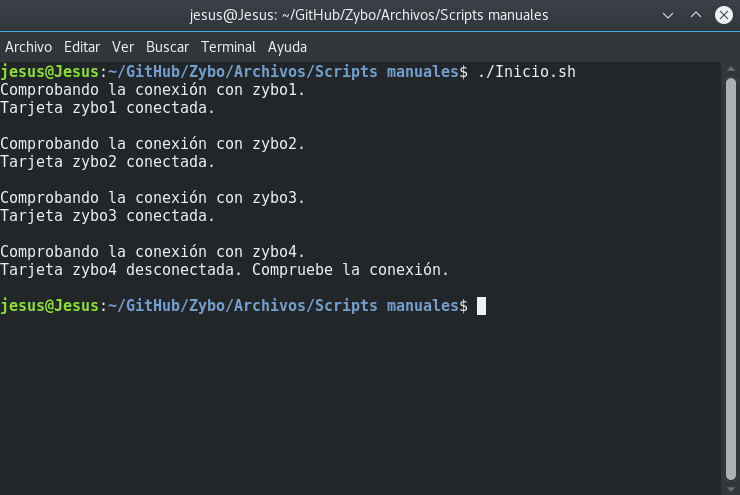 jesus@Jesus: ~/GitHub/Zybo/Archivos/Scripts manuales
Archivo Editar Ver Buscar Terminal Ayuda
jesus@Jesus:~/GitHub/Zybo/Archivos/Scripts manuales$ ./Inicio.sh
Comprobando la conexión con zybo1.
Tarjeta zybo1 conectada.
Comprobando la conexión con zybo2.
Tarjeta zybo2 conectada.
Comprobando la conexión con zybo3.
Tarjeta zybo3 conectada.
Comprobando la conexión con zybo4.
Tarjeta zybo4 desconectada. Compruebe la conexión.
jesus@Jesus:~/GitHub/Zybo/Archivos/Scripts manuales$